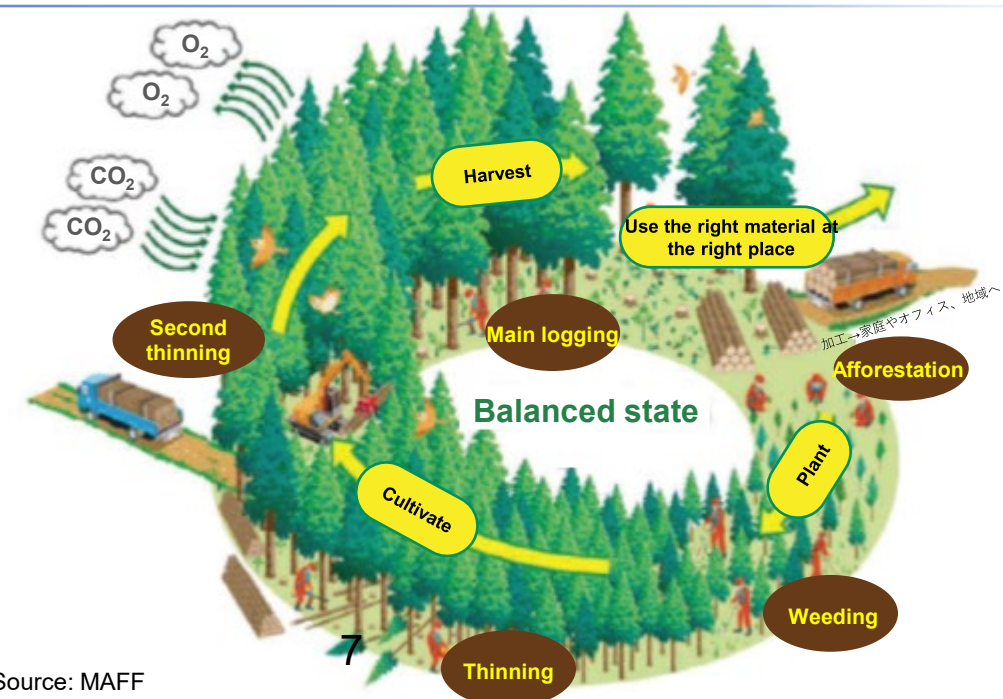 O2
O2
CO2
CO2
Harvest
Use the right material at
the right place
加工→家庭やオフィス、地域へ
Second
thinning
Main logging
Afforestation
Balanced state
Plant
Cultivate
Weeding
Thinning
7
Source: MAFF